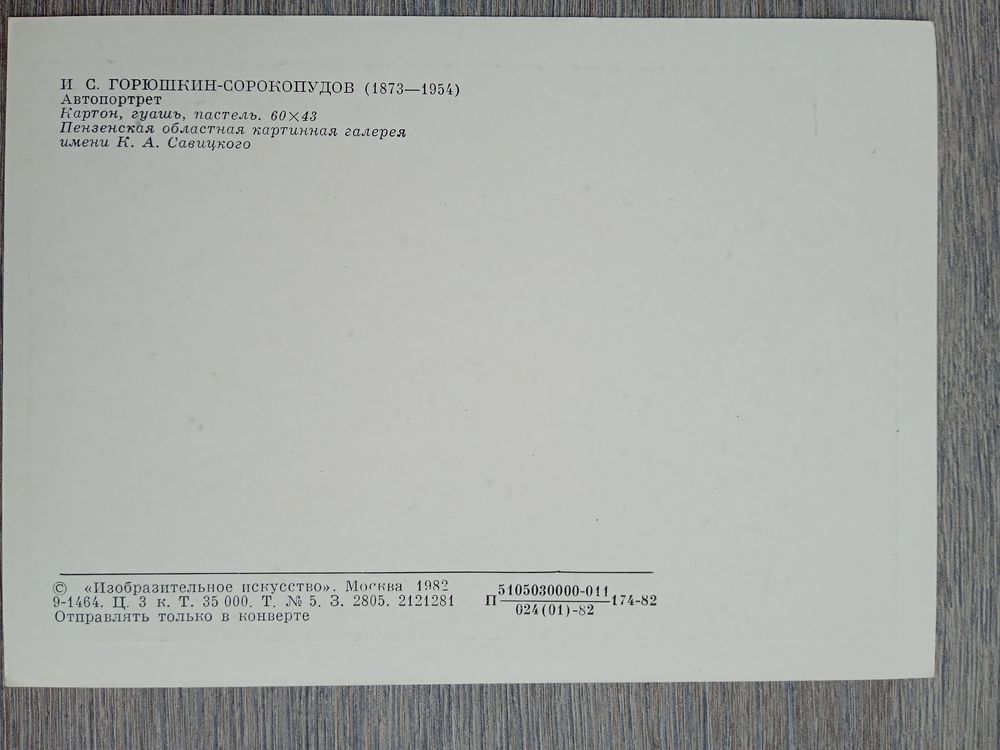 И. С. ГОРЮШКИН-СОРОКОПУДОВ (1873—1954)
Автопортрет
Картон, гуашь, пастель. 60×43
Пензенская областная картинная галерея
имени К. А. Савицкого
© «Изобразительное искусство». Москва 1982
9-1464. Ц. 3 к. Т. 35 000. Т. № 5. З. 2805. 2121281
Отправлять только в конверте
5105030000-011
П 174-82
024(01)-82